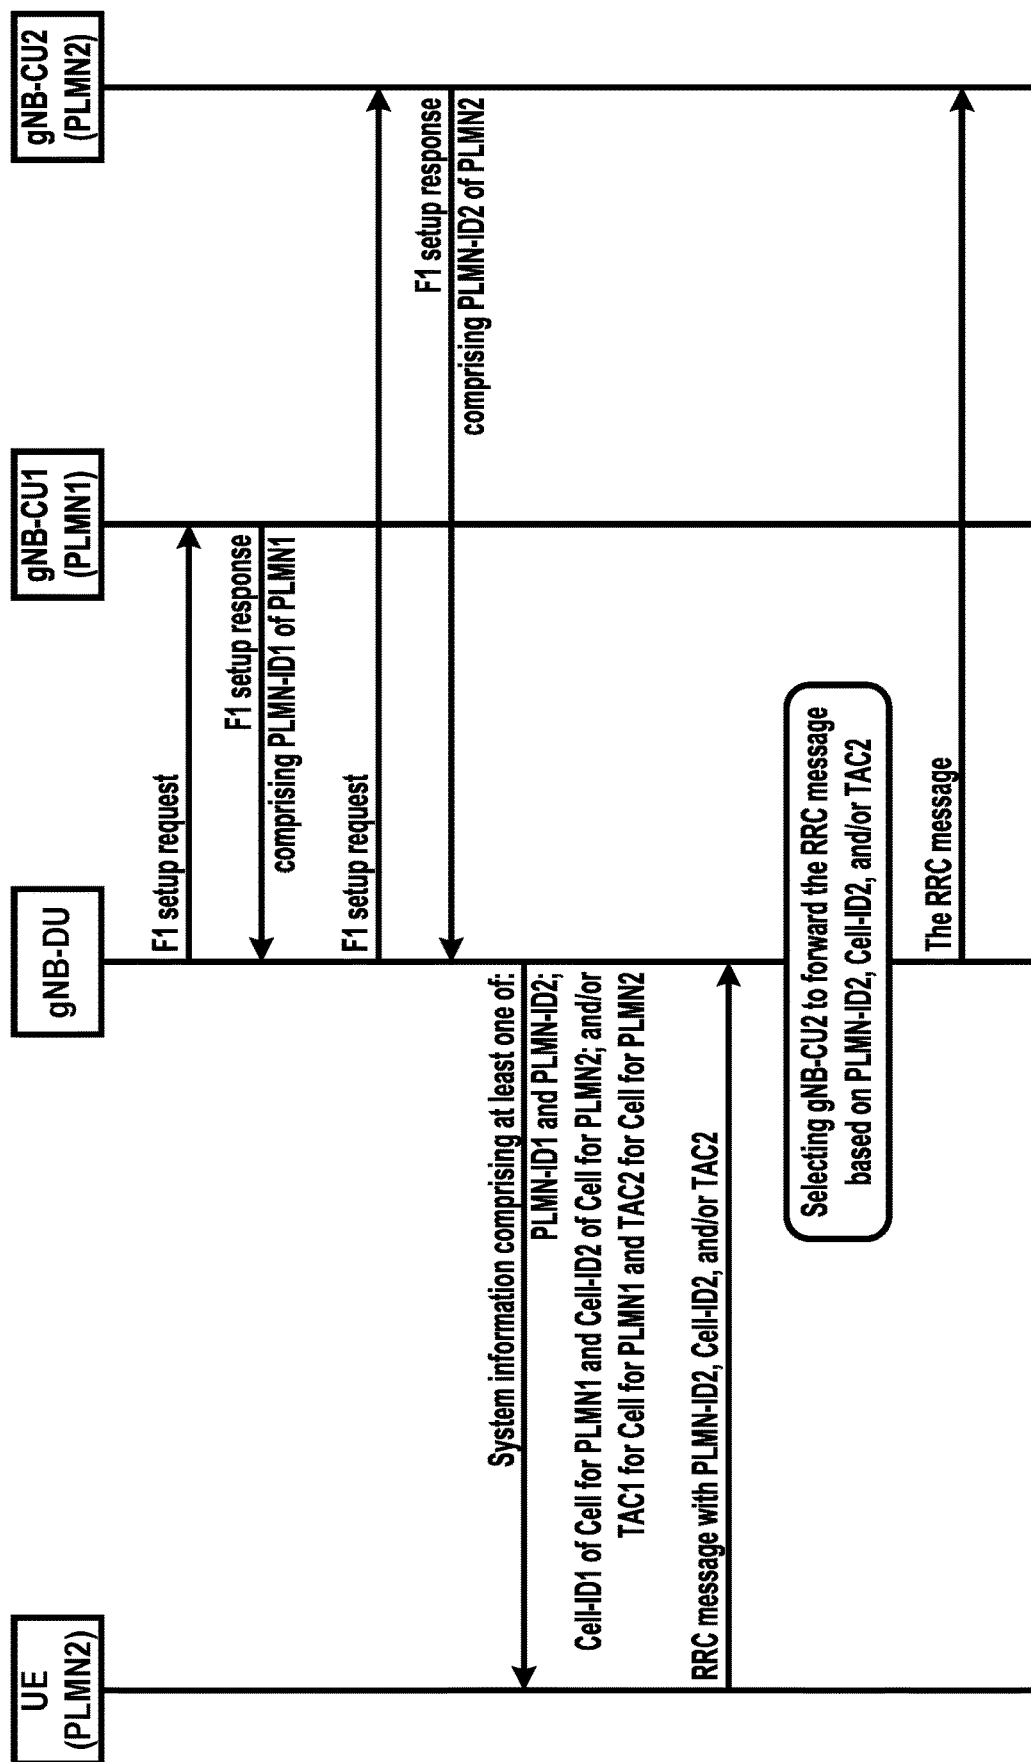 UE
(PLMN2)
gNB-DU
gNB-CU1
(PLMN1)
gNB-CU2
(PLMN2)
F1 setup request
F1 setup response
comprising PLMN-ID1 of PLMN1
F1 setup request
F1 setup response
comprising PLMN-ID2 of PLMN2
System information comprising at least one of:
PLMN-ID1 and PLMN-ID2;
Cell-ID1 of Cell for PLMN1 and Cell-ID2 of Cell for PLMN2; and/or
TAC1 for Cell for PLMN1 and TAC2 for Cell for PLMN2
RRC message with PLMN-ID2, Cell-ID2, and/or TAC2
Selecting gNB-CU2 to forward the RRC message
based on PLMN-ID2, Cell-ID2, and/or TAC2
The RRC message